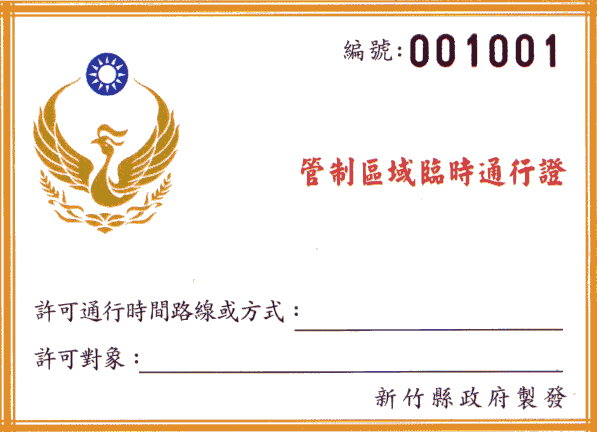 編號:001001
管制區域臨時通行證
許可通行時間路線或方式：
許可對象：
新竹縣政府製發